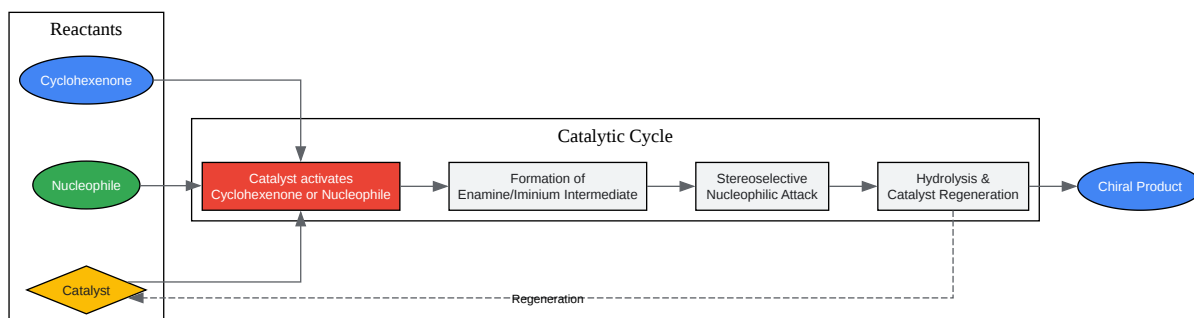 Reactants
Cyclohexenone
Catalytic Cycle
Catalyst activates
Cyclohexenone or Nucleophile
Formation of
Enamine/Iminium Intermediate
Stereoselective
Nucleophilic Attack
Hydrolysis &
Catalyst Regeneration
Nucleophile
Chiral Product
Catalyst
Regeneration